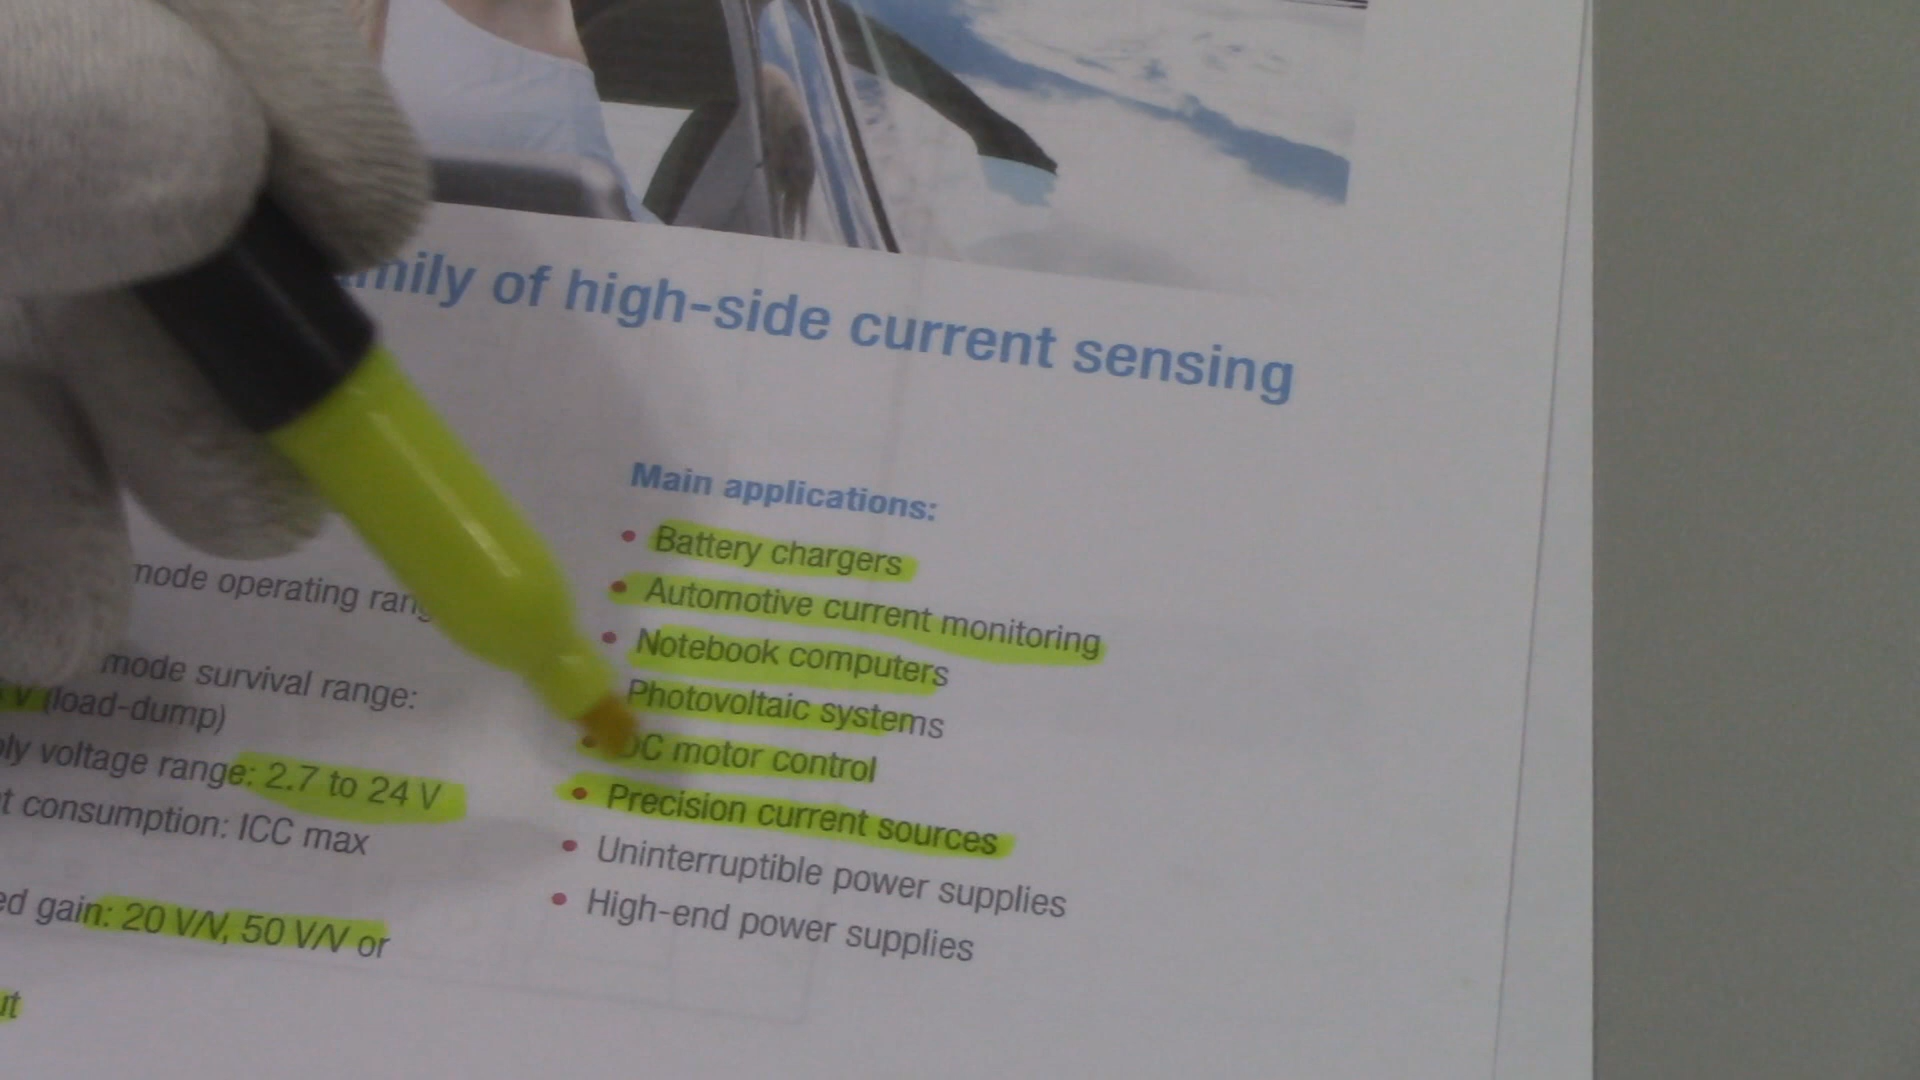 mily of high-side current sensing
mode operating rang
mode survival range:
V (load-dump)
ly voltage range: 2.7 to 24 V
t consumption: ICC max
ed gain: 20 V/V, 50 V/V or
Main applications:
• Battery chargers
• Automotive current monitoring
• Notebook computers
Photovoltaic systems
• DC motor control
• Precision current sources
• Uninterruptible power supplies
• High-end power supplies